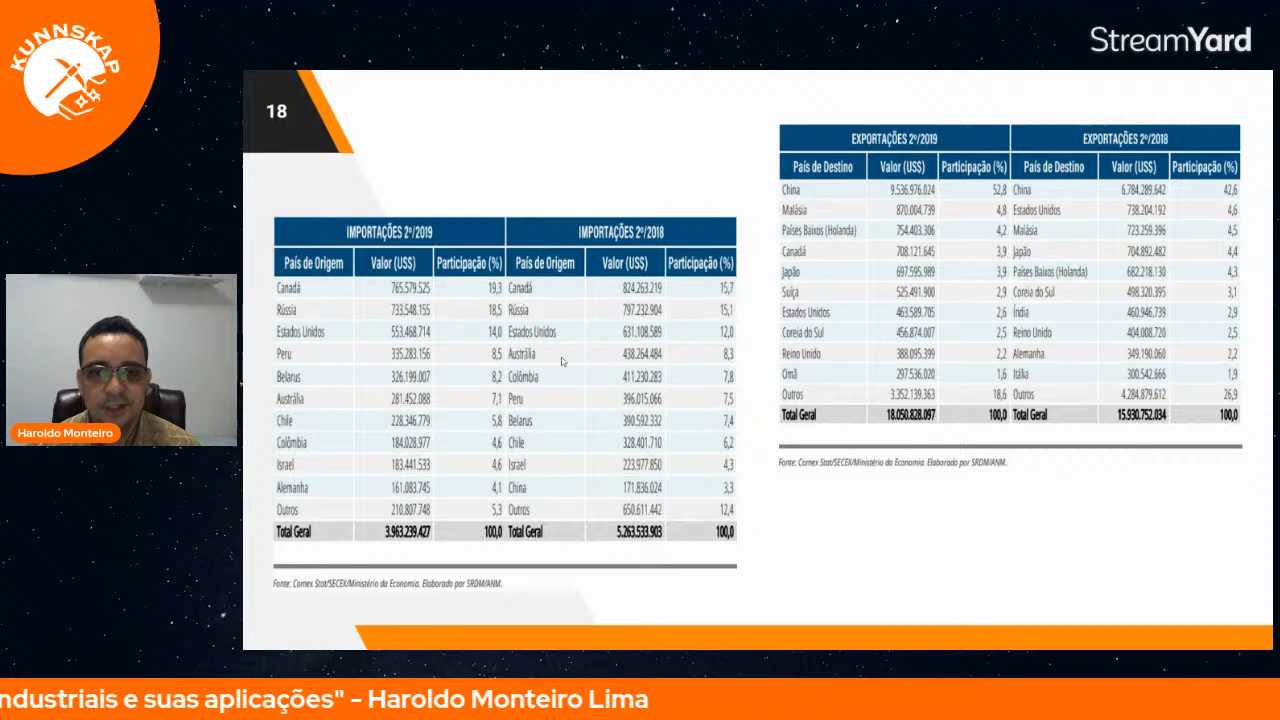 KUNNSKAP
StreamYard
18
IMPORTAÇÕES 2º/2019 IMPORTAÇÕES 2º/2018
País de Origem Valor (US$) Participação (%) País de Origem Valor (US$) Participação (%)
Canadá 765.579.525 19,3 Canadá 824.263.219 15,7
Rússia 733.548.155 18,5 Rússia 797.232.904 15,1
Estados Unidos 553.468.714 14,0 Estados Unidos 631.108.589 12,0
Peru 335.283.156 8,5 Austrália 438.264.484 8,3
Belarus 326.199.007 8,2 Colômbia 411.230.283 7,8
Austrália 281.452.088 7,1 Peru 396.015.066 7,5
Chile 228.346.779 5,8 Belarus 390.592.332 7,4
Colômbia 184.028.977 4,6 Chile 328.401.710 6,2
Israel 183.441.533 4,6 Israel 223.977.850 4,3
Alemanha 161.083.745 4,1 China 171.836.024 3,3
Outros 210.807.748 5,3 Outros 650.611.442 12,4
Total Geral 3.963.239.427 100,0 Total Geral 5.263.533.903 100,0
Fonte: Comex Stat/SECEX/Ministério da Economia. Elaborado por SRDM/ANM.
EXPORTAÇÕES 2º/2019 EXPORTAÇÕES 2º/2018
País de Destino Valor (US$) Participação (%) País de Destino Valor (US$) Participação (%)
China 9.536.976.024 52,8 China 6.784.289.642 42,6
Malásia 870.004.739 4,8 Estados Unidos 738.204.192 4,6
Países Baixos (Holanda) 754.403.306 4,2 Malásia 723.259.396 4,5
Canadá 708.121.645 3,9 Japão 704.892.482 4,4
Japão 697.595.989 3,9 Países Baixos (Holanda) 682.218.130 4,3
Suíça 525.491.900 2,9 Coreia do Sul 498.320.395 3,1
Estados Unidos 463.589.705 2,6 Índia 460.946.739 2,9
Coreia do Sul 456.874.007 2,5 Reino Unido 404.008.720 2,5
Reino Unido 388.095.399 2,2 Alemanha 349.190.060 2,2
Omã 297.536.020 1,6 Itália 300.542.666 1,9
Outros 3.352.139.363 18,6 Outros 4.284.879.612 26,9
Total Geral 18.050.828.097 100,0 Total Geral 15.930.752.034 100,0
Fonte: Comex Stat/SECEX/Ministério da Economia. Elaborado por SRDM/ANM.
Haroldo Monteiro
ndustriais e suas aplicações" - Haroldo Monteiro Lima